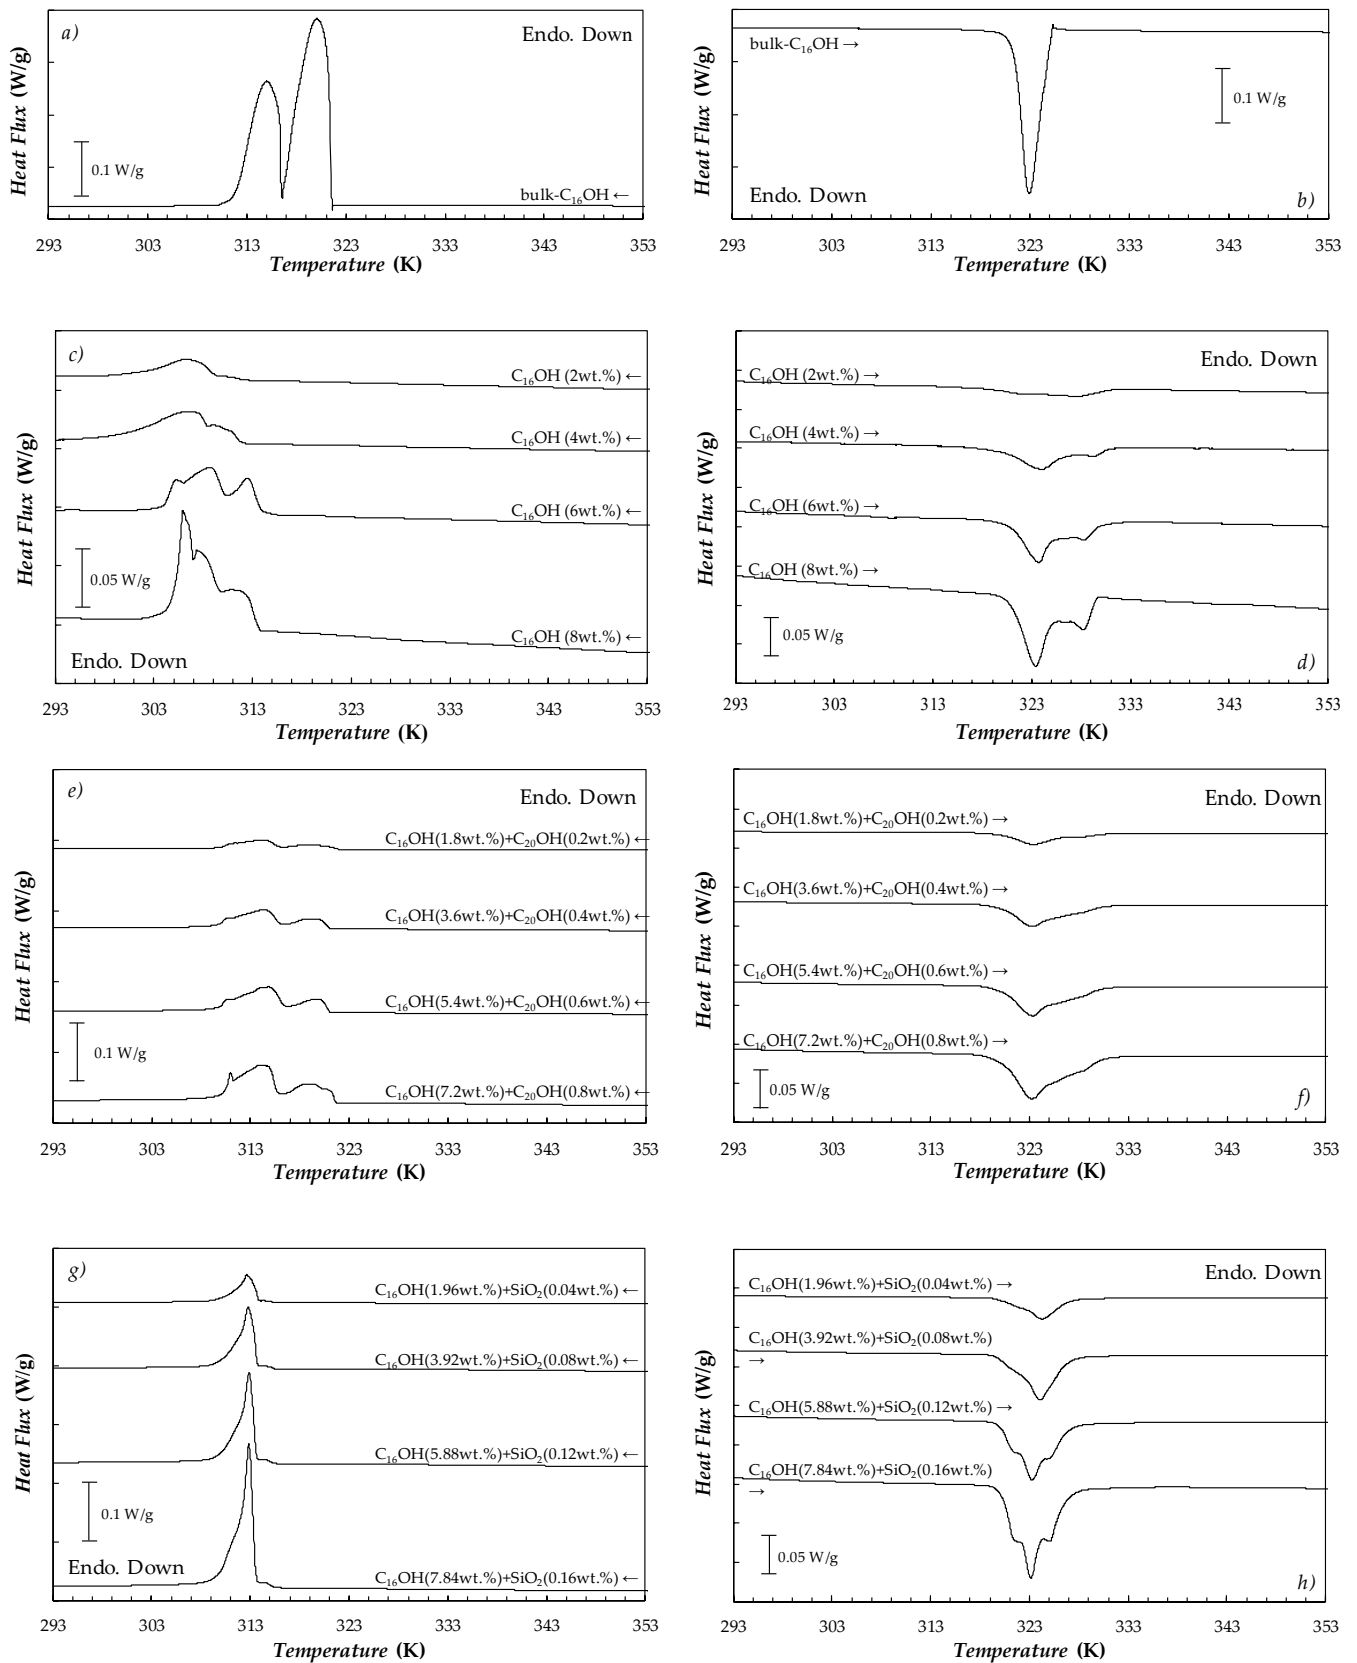 a)
Endo. Down
Heat Flux (W/g)
0.1 W/g
bulk-C₁₆OH ←
293 303 313 323 333 343 353
Temperature (K)
bulk-C₁₆OH →
Heat Flux (W/g)
0.1 W/g
Endo. Down
b)
293 303 313 323 333 343 353
Temperature (K)
c)
C₁₆OH (2wt.%) ←
C₁₆OH (4wt.%) ←
Heat Flux (W/g)
C₁₆OH (6wt.%) ←
0.05 W/g
C₁₆OH (8wt.%) ←
Endo. Down
293 303 313 323 333 343 353
Temperature (K)
Endo. Down
C₁₆OH (2wt.%) →
C₁₆OH (4wt.%) →
Heat Flux (W/g)
C₁₆OH (6wt.%) →
C₁₆OH (8wt.%) →
0.05 W/g
d)
293 303 313 323 333 343 353
Temperature (K)
e)
Endo. Down
C₁₆OH(1.8wt.%)+C₂₀OH(0.2wt.%) ←
C₁₆OH(3.6wt.%)+C₂₀OH(0.4wt.%) ←
Heat Flux (W/g)
C₁₆OH(5.4wt.%)+C₂₀OH(0.6wt.%) ←
0.1 W/g
C₁₆OH(7.2wt.%)+C₂₀OH(0.8wt.%) ←
293 303 313 323 333 343 353
Temperature (K)
Endo. Down
C₁₆OH(1.8wt.%)+C₂₀OH(0.2wt.%) →
C₁₆OH(3.6wt.%)+C₂₀OH(0.4wt.%) →
Heat Flux (W/g)
C₁₆OH(5.4wt.%)+C₂₀OH(0.6wt.%) →
C₁₆OH(7.2wt.%)+C₂₀OH(0.8wt.%) →
0.05 W/g
f)
293 303 313 323 333 343 353
Temperature (K)
g)
C₁₆OH(1.96wt.%)+SiO₂(0.04wt.%) ←
C₁₆OH(3.92wt.%)+SiO₂(0.08wt.%) ←
Heat Flux (W/g)
C₁₆OH(5.88wt.%)+SiO₂(0.12wt.%) ←
0.1 W/g
Endo. Down
C₁₆OH(7.84wt.%)+SiO₂(0.16wt.%) ←
293 303 313 323 333 343 353
Temperature (K)
Endo. Down
C₁₆OH(1.96wt.%)+SiO₂(0.04wt.%) →
C₁₆OH(3.92wt.%)+SiO₂(0.08wt.%)
→
Heat Flux (W/g)
C₁₆OH(5.88wt.%)+SiO₂(0.12wt.%) →
C₁₆OH(7.84wt.%)+SiO₂(0.16wt.%)
→
0.05 W/g
h)
293 303 313 323 333 343 353
Temperature (K)